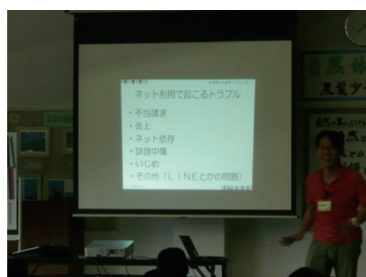 ネット利用で起こるトラブル
・不当請求
・炎上
・ネット依存
・誹謗中傷
・いじめ
・その他（ＬＩＮＥとかの問題）